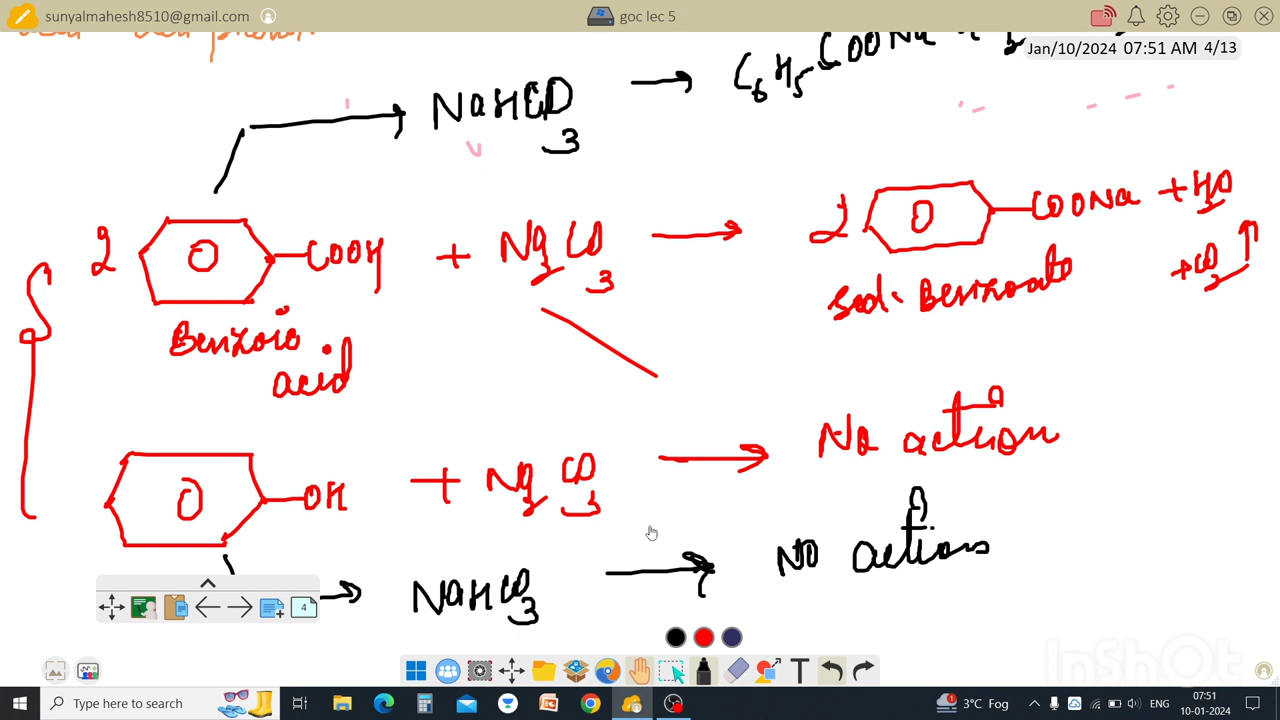 sunyalmahesh8510@gmail.com
goc lec 5
Jan/10/2024 07:51 AM 4/13
NaHCO3 → C6H5COONa +
2 COOH + Na2CO3 → 2 COONa + H2O
Benzoic acid
Sod. Benzoate
+CO2 ↑
OH + Na2CO3 → No action
NaHCO3 → No action
4
InShOt
Type here to search
3°C Fog
ENG
07:51
10-01-2024